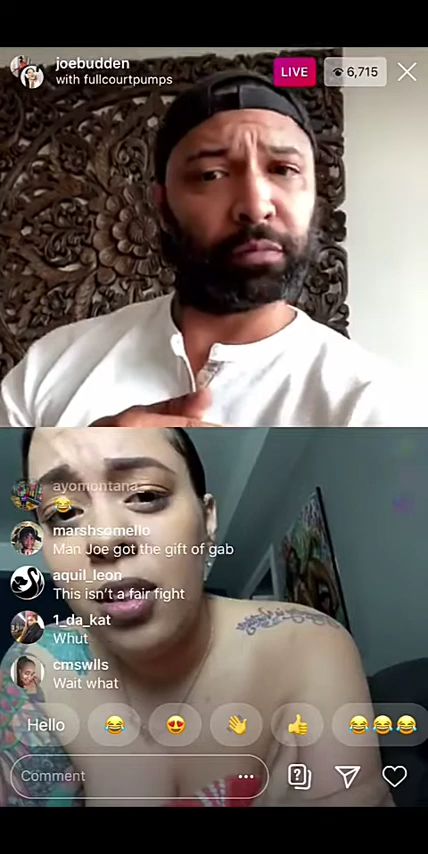 joebudden
with fullcourtpumps
LIVE
6,715
ayomontana
😂
marshsomello
Man Joe got the gift of gab
aquil_leon
This isn't a fair fight
1_da_kat
Whut
cmswlls
Wait what
Hello 😂 😍 👋 👍 😂😂😂
Comment